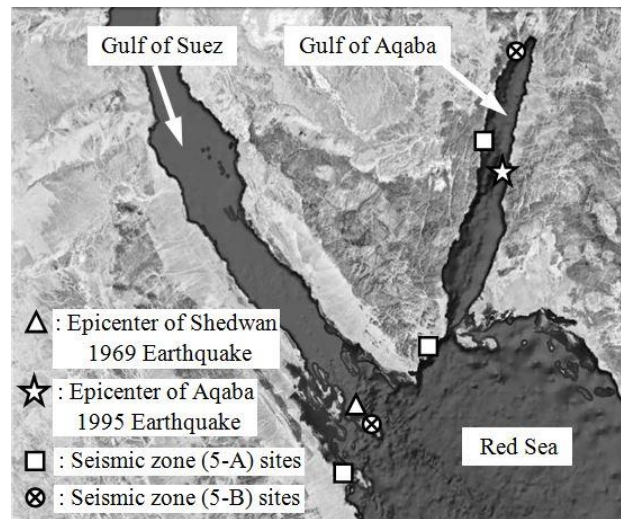 Gulf of Suez
Gulf of Aqaba
: Epicenter of Shedwan
1969 Earthquake
: Epicenter of Aqaba
1995 Earthquake
: Seismic zone (5-A) sites
: Seismic zone (5-B) sites
Red Sea